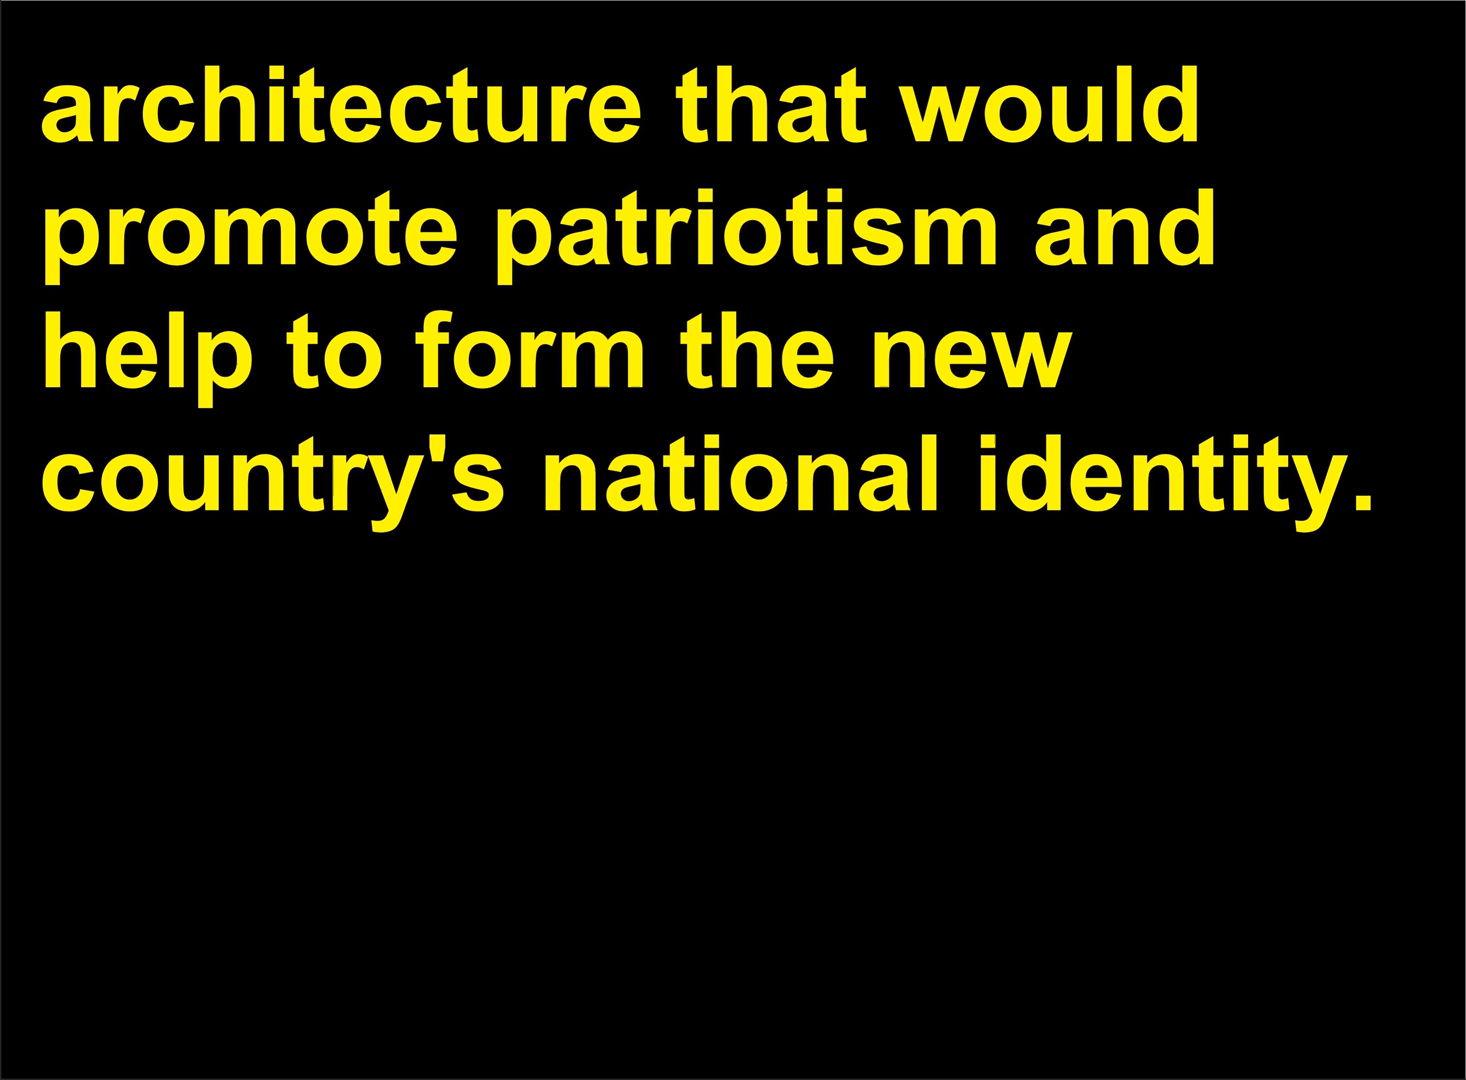 architecture that would
promote patriotism and
help to form the new
country's national identity.